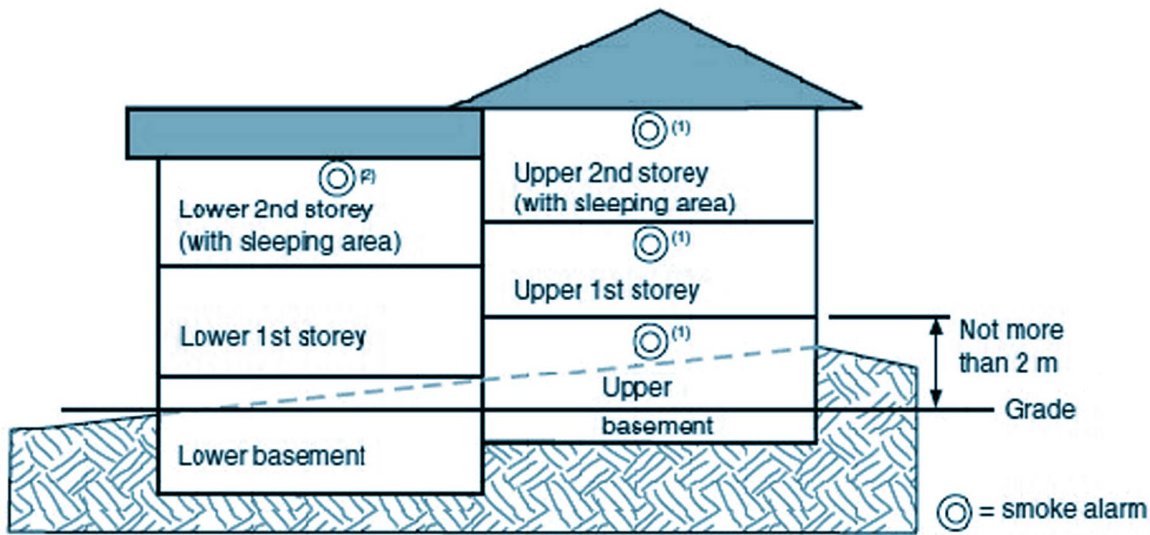 (1)
Upper 2nd storey
(with sleeping area)
(2)
Lower 2nd storey
(with sleeping area)
(1)
Upper 1st storey
Lower 1st storey
(1)
Not more
than 2 m
Upper
basement
Grade
Lower basement
= smoke alarm